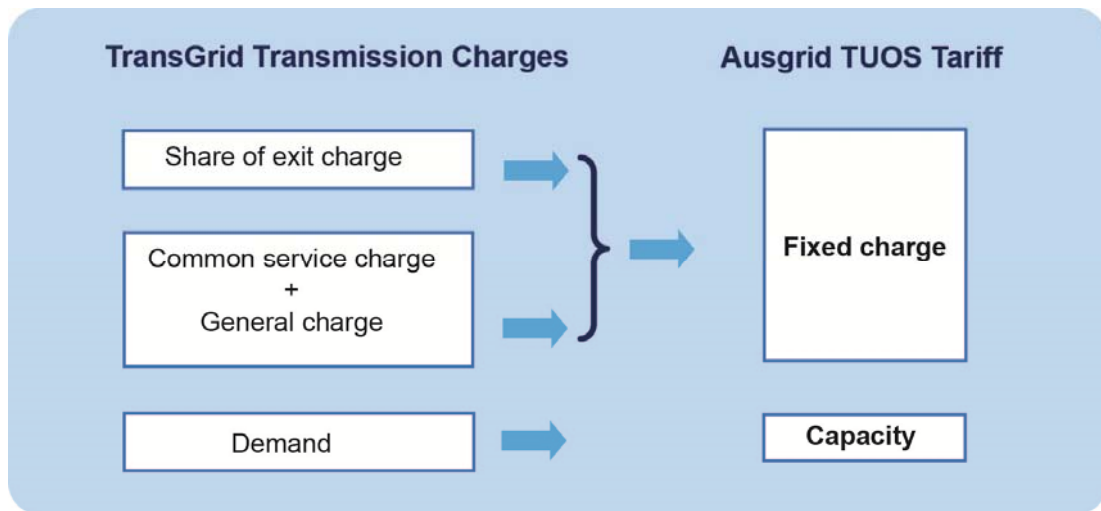 TransGrid Transmission Charges
Ausgrid TUOS Tariff
Share of exit charge
Common service charge
+
General charge
Fixed charge
Demand
Capacity